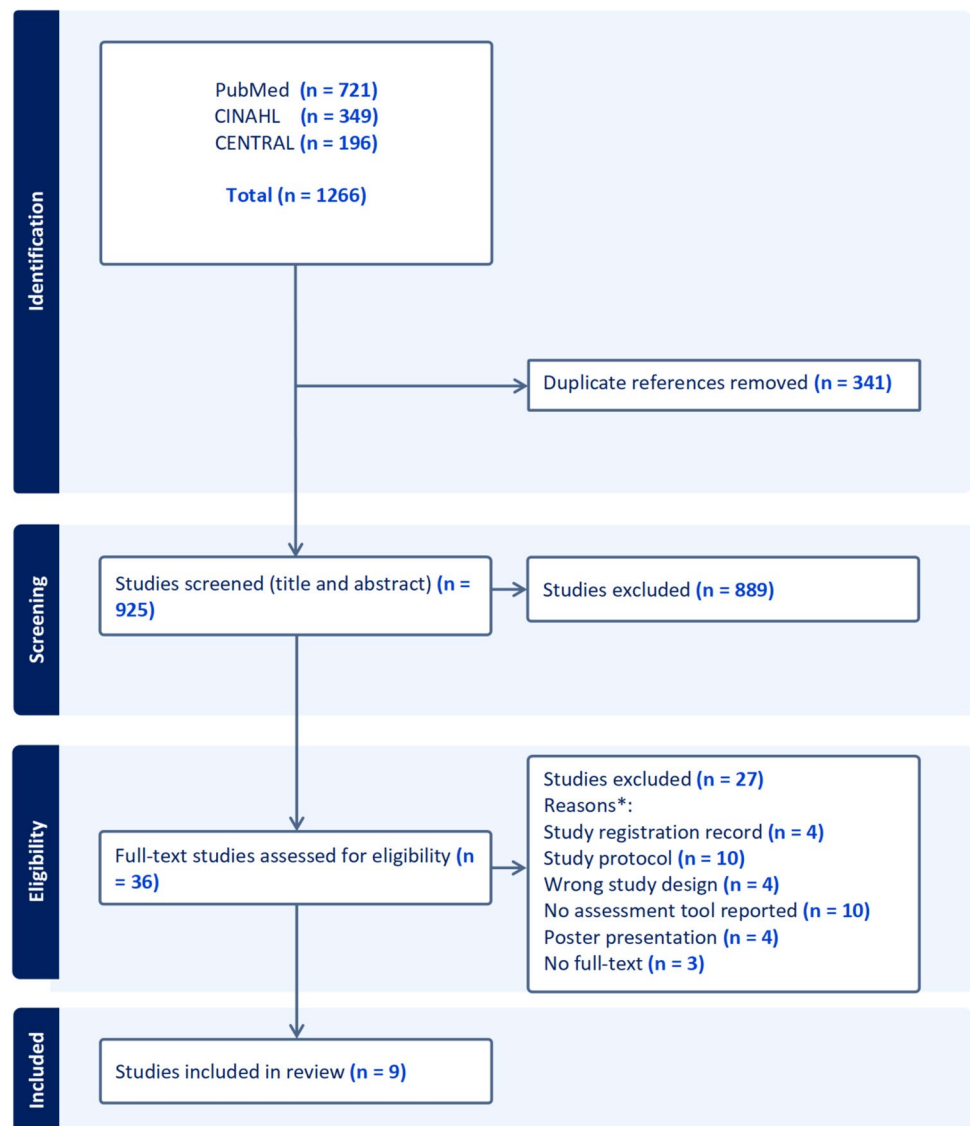 Identification
PubMed (n = 721)
CINAHL (n = 349)
CENTRAL (n = 196)
Total (n = 1266)
Duplicate references removed (n = 341)
Screening
Studies screened (title and abstract) (n =
925)
Studies excluded (n = 889)
Eligibility
Full-text studies assessed for eligibility (n
= 36)
Studies excluded (n = 27)
Reasons*:
Study registration record (n = 4)
Study protocol (n = 10)
Wrong study design (n = 4)
No assessment tool reported (n = 10)
Poster presentation (n = 4)
No full-text (n = 3)
Included
Studies included in review (n = 9)